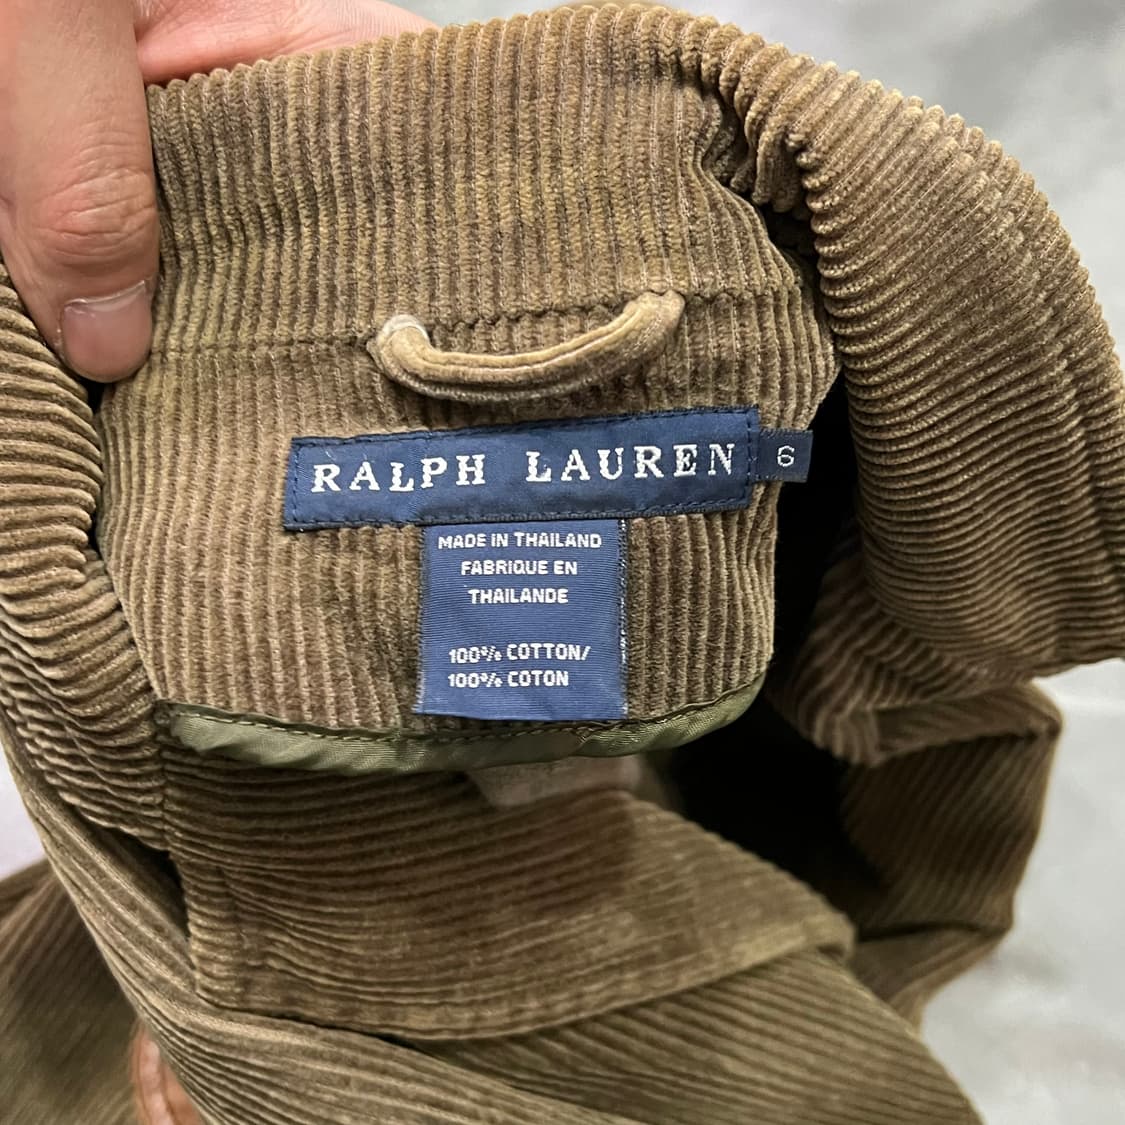 RALPH LAUREN 6
MADE IN THAILAND
FABRIQUE EN
THAILANDE
100% COTTON/
100% COTON